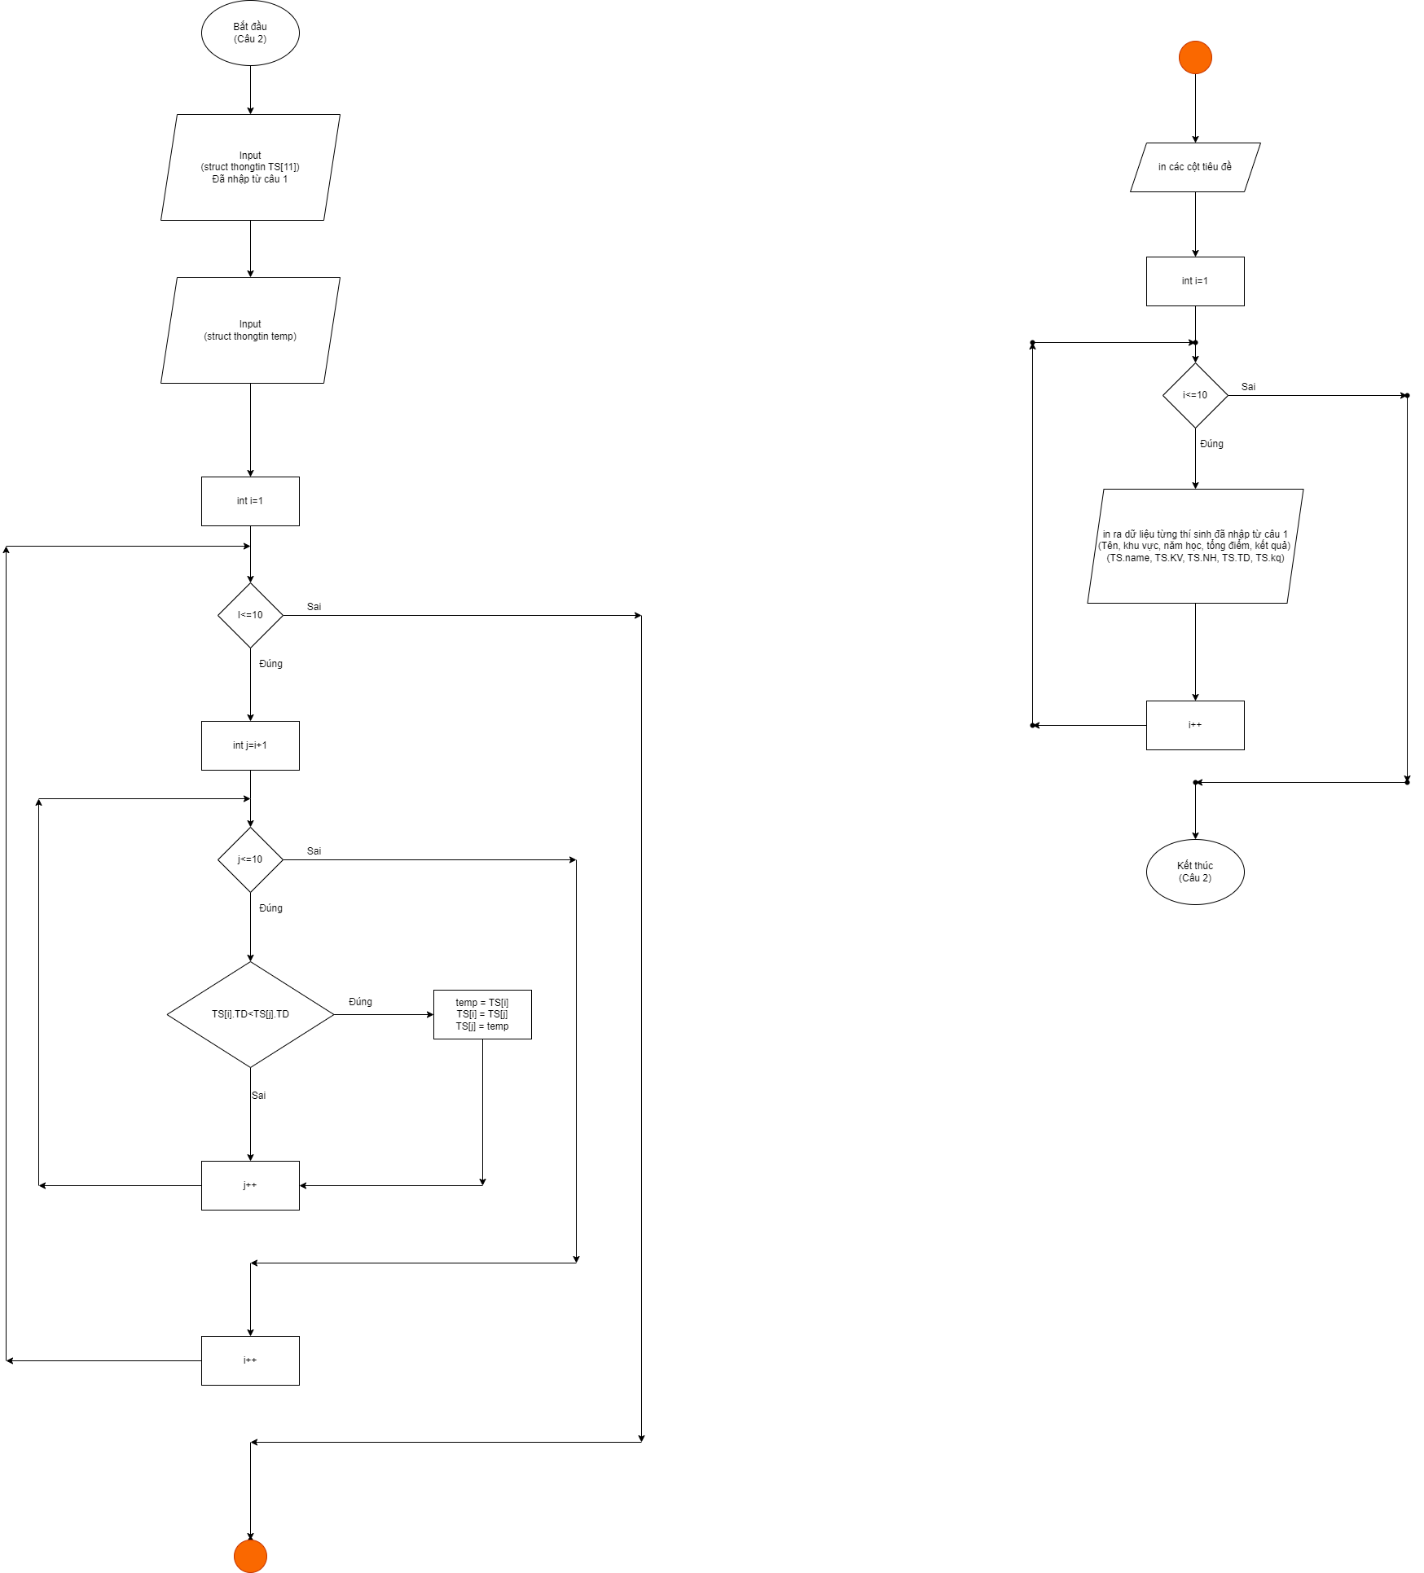 Bắt đầu
(Câu 2)
Input
(struct thongtin TS[11])
Đã nhập từ câu 1
Input
(struct thongtin temp)
int i=1
i<=10
Sai
Đúng
int j=i+1
j<=10
Sai
Đúng
TS[i].TD<TS[j].TD
Đúng
temp = TS[i]
TS[i] = TS[j]
TS[j] = temp
Sai
j++
i++
in các cột tiêu đề
int i=1
i<=10
Sai
Đúng
in ra dữ liệu từng thí sinh đã nhập từ câu 1
(Tên, khu vực, năm học, tổng điểm, kết quả)
(TS.name, TS.KV, TS.NH, TS.TD, TS.kq)
i++
Kết thúc
(Câu 2)